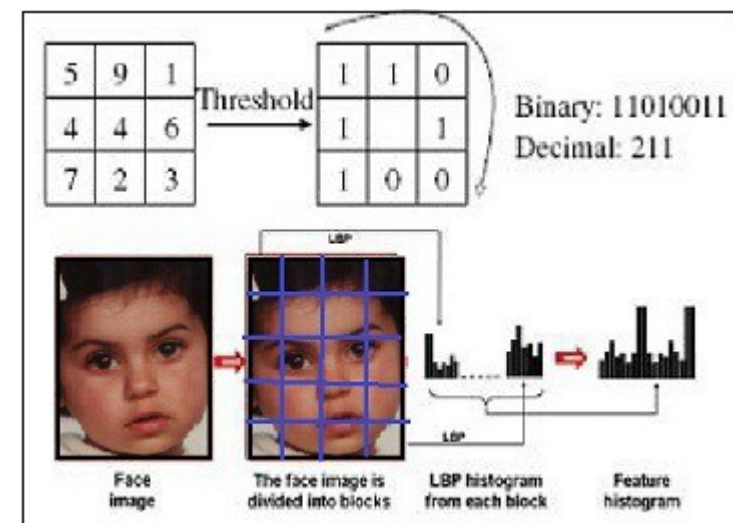 5 9 1
4 4 6
7 2 3
Threshold
1 1 0
1 1
1 0 0
Binary: 11010011
Decimal: 211
LBP
LBP
Face
image
The face image is
divided into blocks
LBP histogram
from each block
Feature
histogram